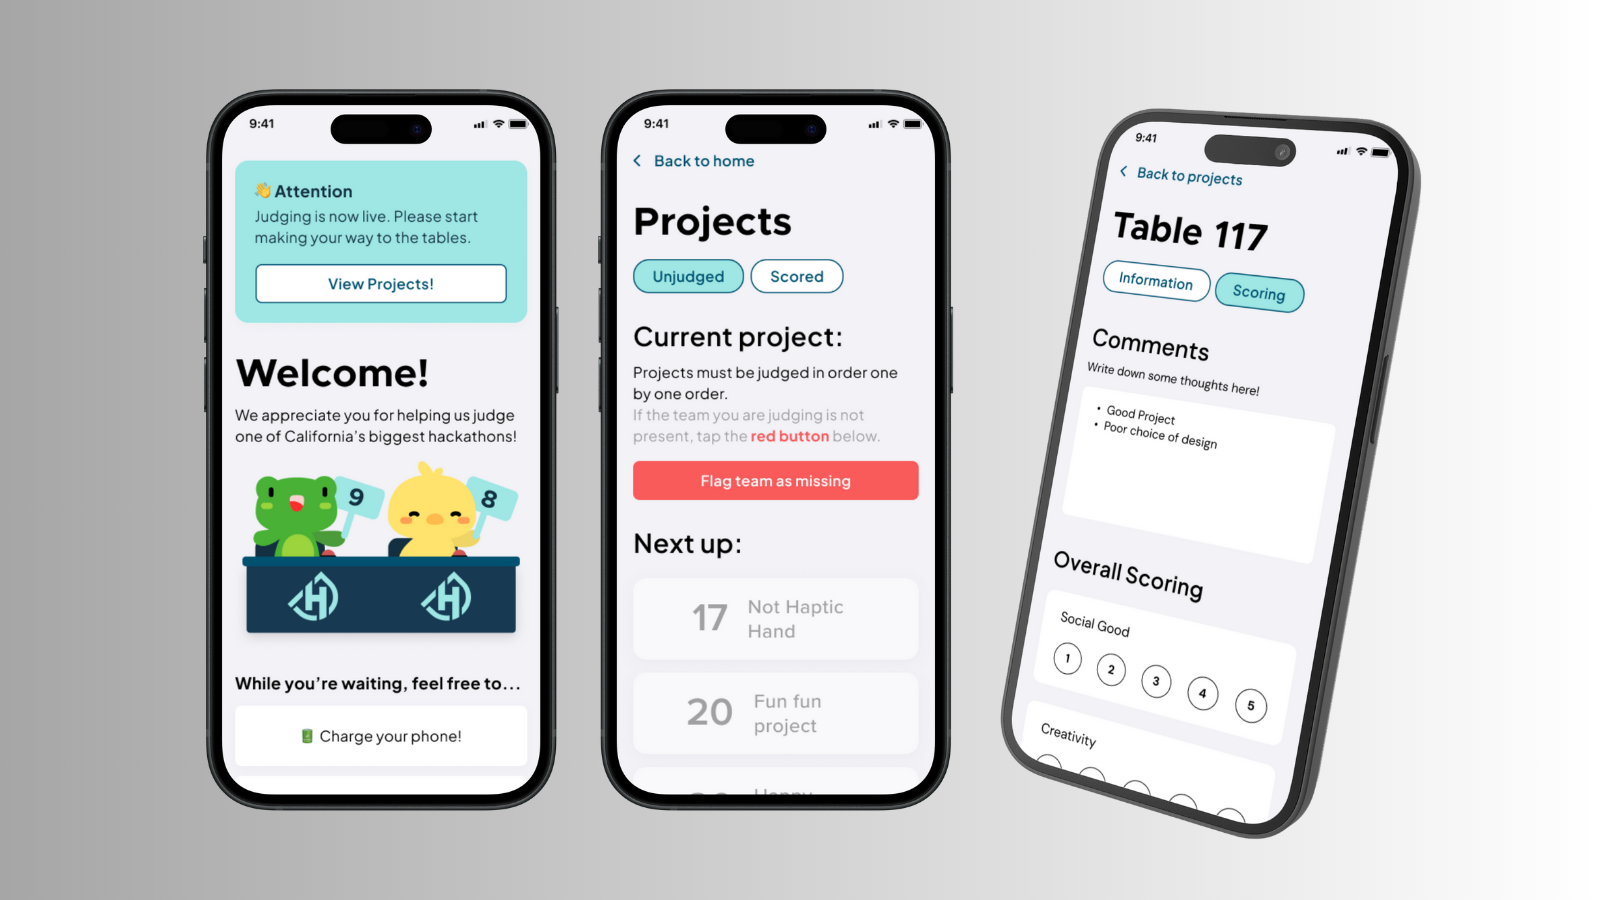 9:41
👋 Attention
Judging is now live. Please start
making your way to the tables.
View Projects!
Welcome!
We appreciate you for helping us judge
one of California's biggest hackathons!
9
8
H
H
While you're waiting, feel free to...
Charge your phone!
9:41
Back to home
Projects
Unjudged
Scored
Current project:
Projects must be judged in order one
by one order.
If the team you are judging is not
present, tap the red button below.
Flag team as missing
Next up:
17
Not Haptic
Hand
20
Fun fun
project
9:41
Back to projects
Table 117
Information
Scoring
Comments
Write down some thoughts here!
• Good Project
• Poor choice of design
Overall Scoring
Social Good
1
2
3
4
5
Creativity